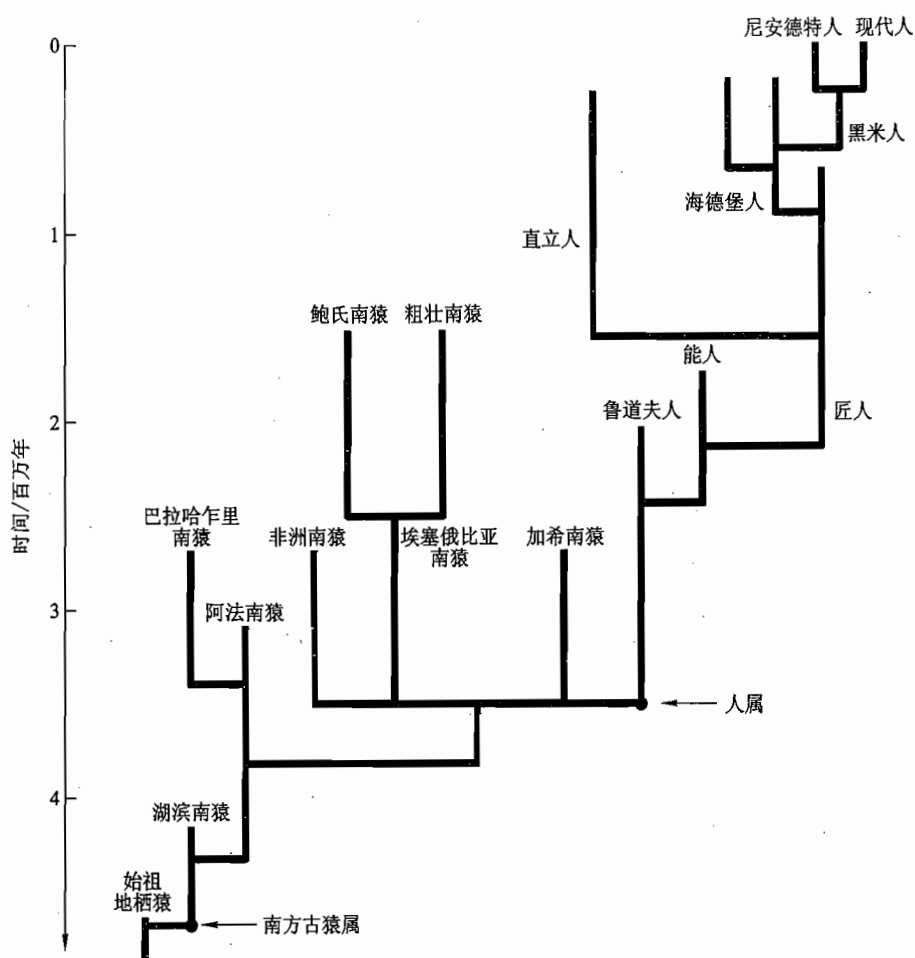 尼安德特人 现代人
0
黑米人
海德堡人
1
直立人
鲍氏南猿 粗壮南猿
能人
鲁道夫人
匠人
2
时间/百万年
巴拉哈乍里
南猿
非洲南猿
埃塞俄比亚
南猿
加希南猿
3
阿法南猿
人属
4
湖滨南猿
始祖
地栖猿
南方古猿属